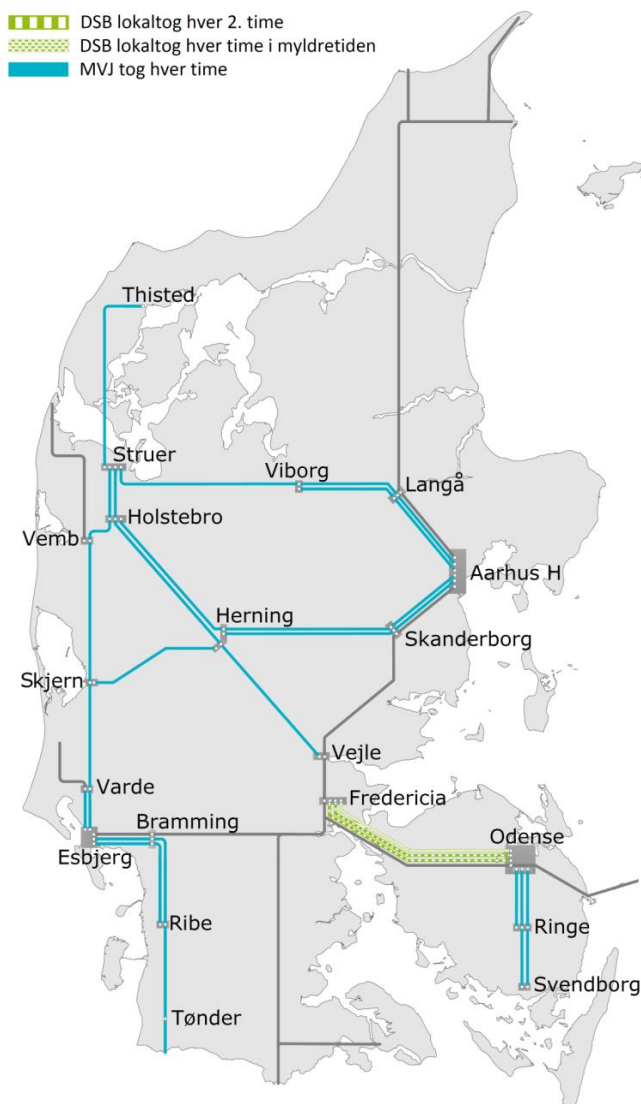 DSB lokaltog hver 2. time
DSB lokaltog hver time i myldretiden
MVJ tog hver time
Thisted
Struer
Viborg
Langå
Holstebro
Vemb
Aarhus H
Herning
Skanderborg
Skjern
Vejle
Varde
Fredericia
Bramming
Odense
Esbjerg
Ribe
Ringe
Svendborg
Tønder